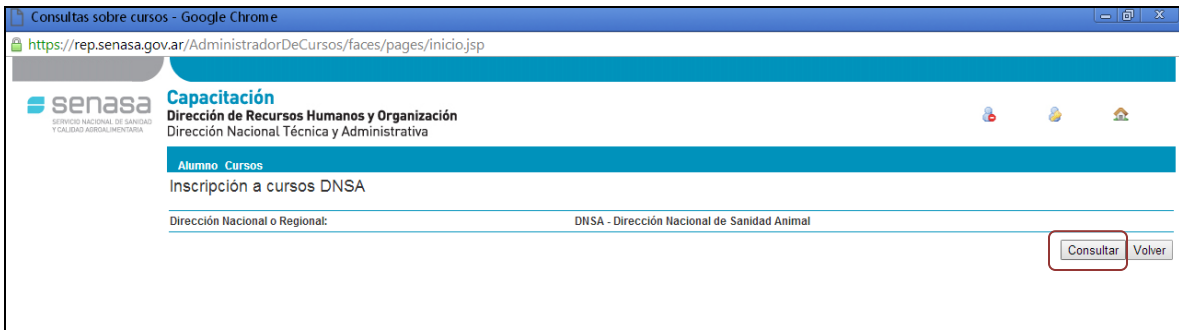 Consultas sobre cursos - Google Chrome
https://rep.senasa.gov.ar/AdministradorDeCursos/faces/pages/inicio.jsp
senasa
SERVICIO NACIONAL DE SANIDAD
Y CALIDAD AGROALIMENTARIA
Capacitación
Dirección de Recursos Humanos y Organización
Dirección Nacional Técnica y Administrativa
Alumno Cursos
Inscripción a cursos DNSA
Dirección Nacional o Regional: DNSA - Dirección Nacional de Sanidad Animal
Consultar Volver